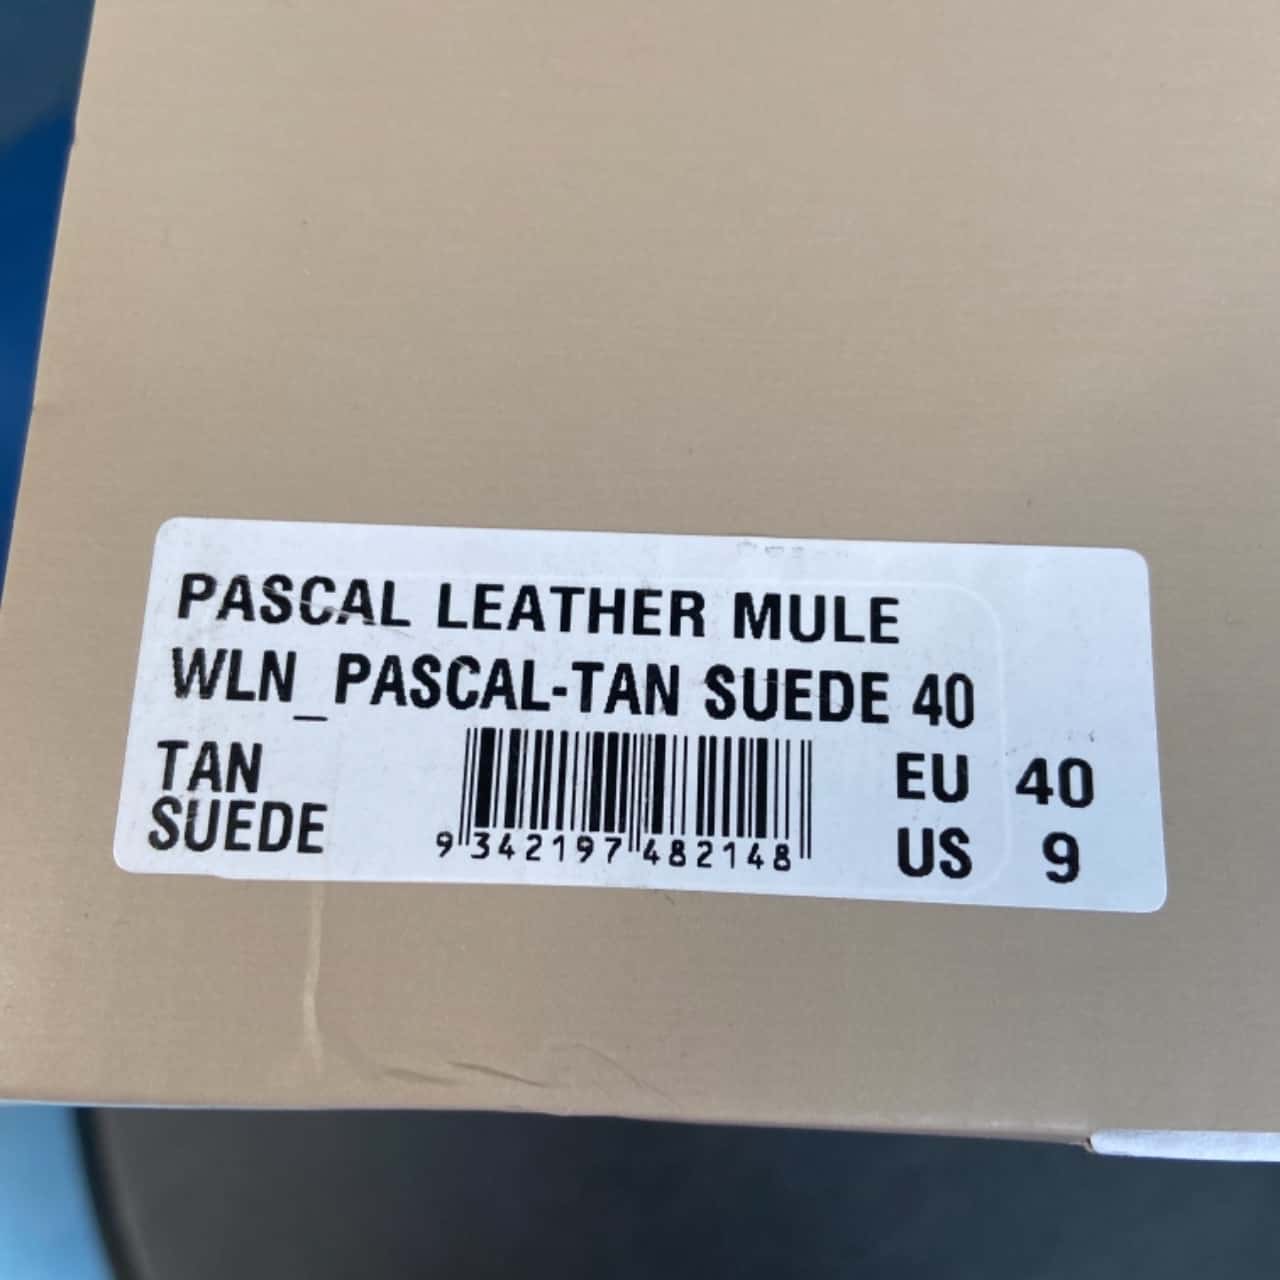 PASCAL LEATHER MULE
WLN_PASCAL-TAN SUEDE 40
TAN
SUEDE
9 342197 482148
EU 40
US 9